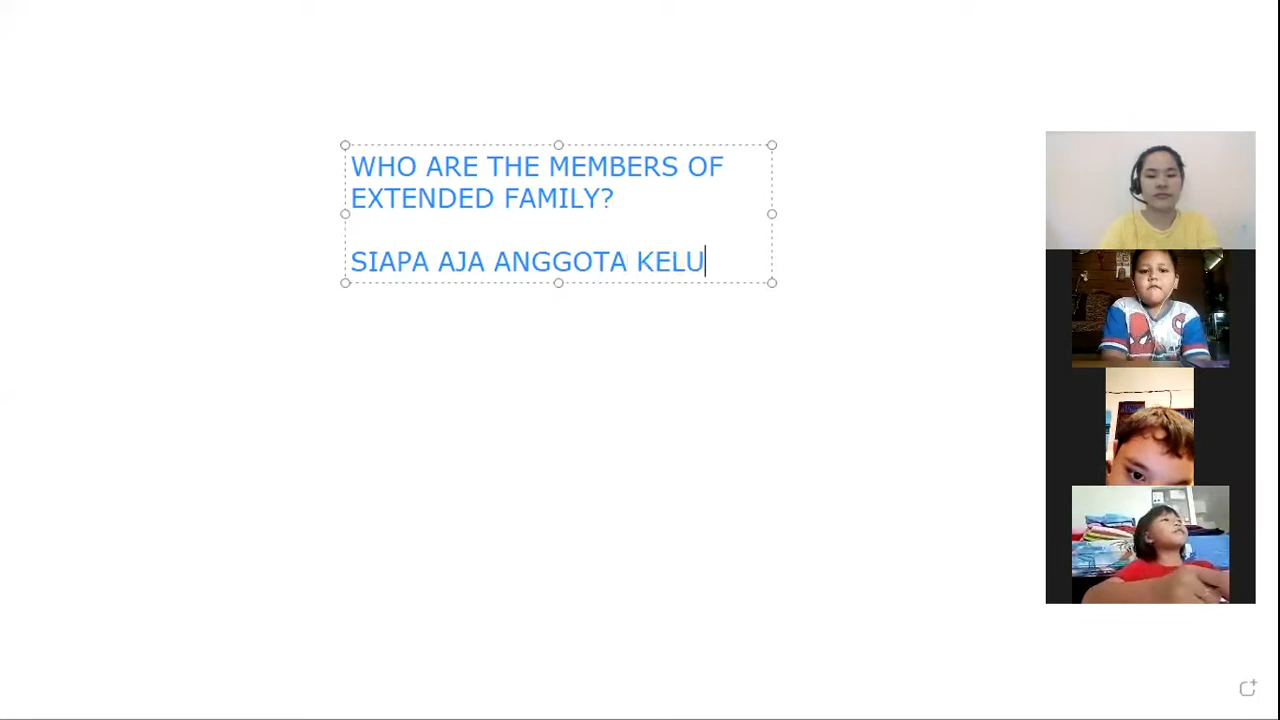 WHO ARE THE MEMBERS OF
EXTENDED FAMILY?
SIAPA AJA ANGGOTA KELU